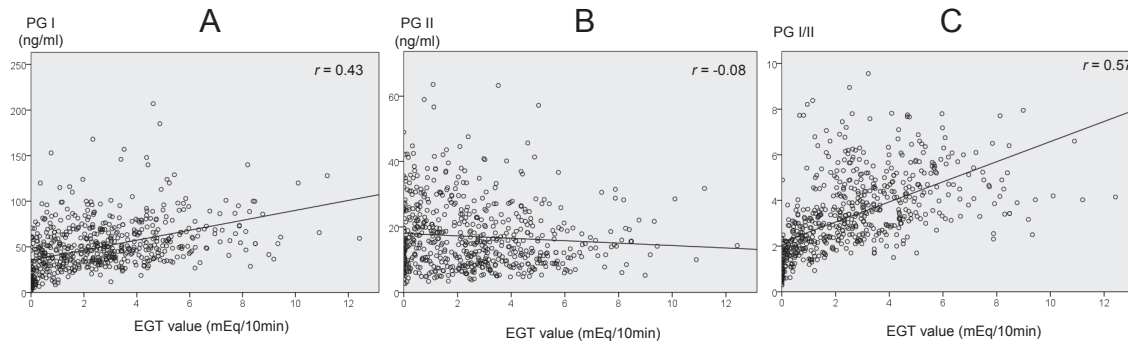 A
PG I
(ng/ml)
r = 0.43
250
200
150
100
50
0
0 2 4 6 8 10 12
EGT value (mEq/10min)
B
PG II
(ng/ml)
r = -0.08
60
40
20
0
0 2 4 6 8 10 12
EGT value (mEq/10min)
C
PG I/II
r = 0.57
10
8
6
4
2
0
0 2 4 6 8 10 12
EGT value (mEq/10min)